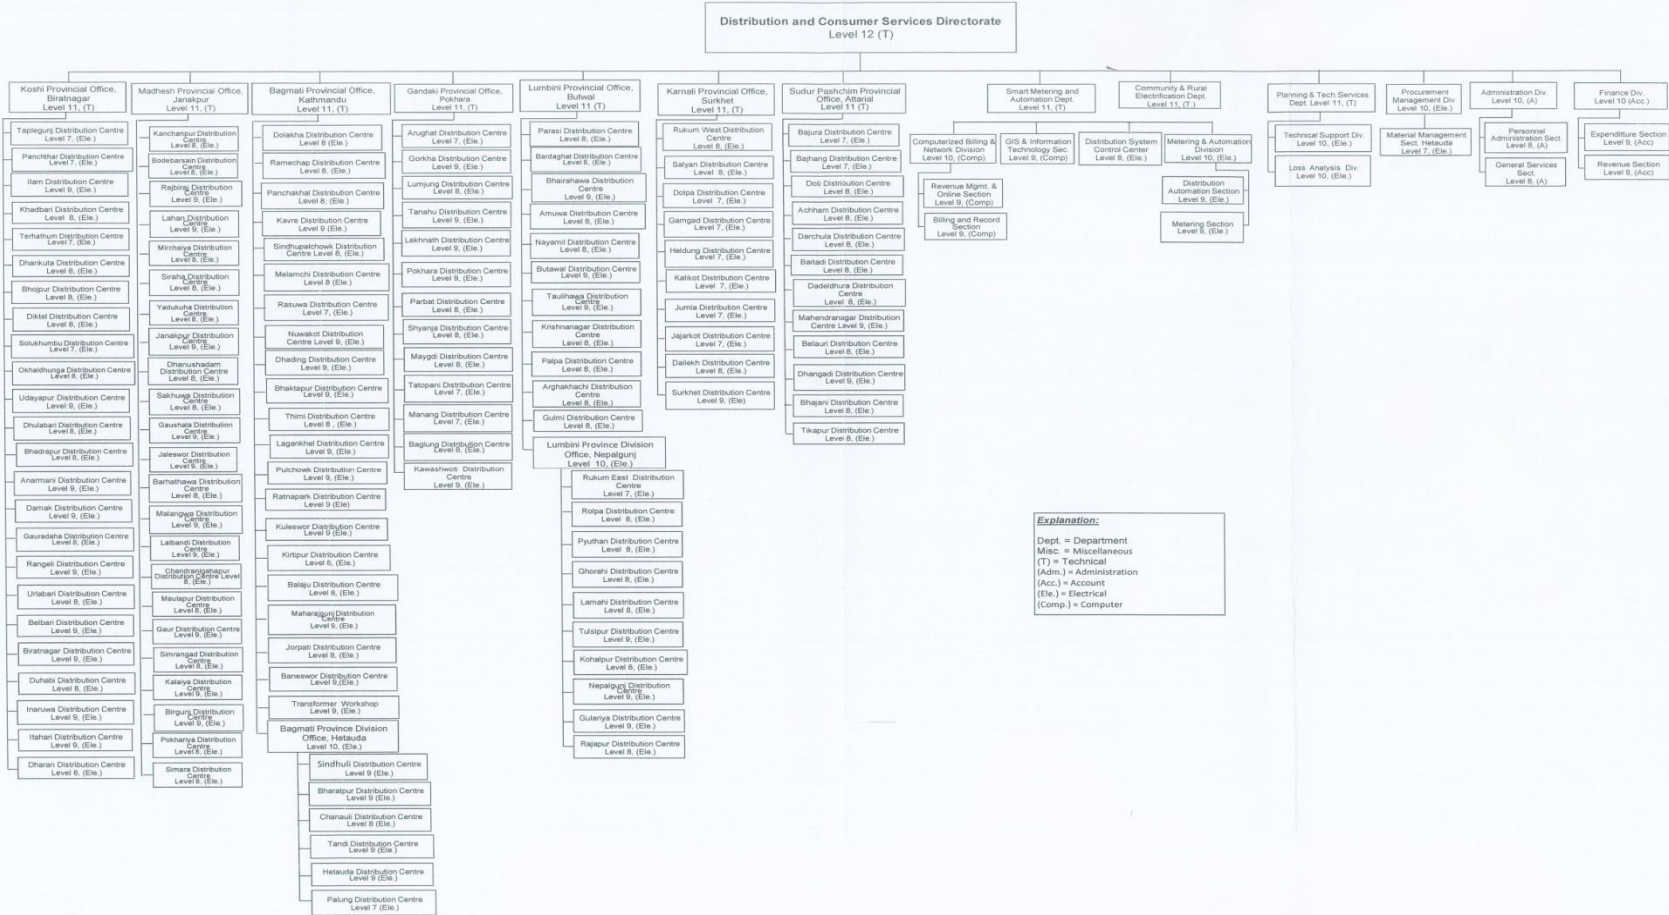 Distribution and Consumer Services Directorate
Level 12 (T)
Koshi Provincial Office,
Biratnagar
Level 11, (T)
Taplegunj Distribution Centre
Level 7, (Ele.)
Panchthar Distribution Centre
Level 7, (Ele.)
Ilam Distribution Centre
Level 9, (Ele.)
Khadbari Distribution Centre
Level 8, (Ele.)
Terhathum Distribution Centre
Level 7, (Ele.)
Dhankuta Distribution Centre
Level 8, (Ele.)
Bhojpur Distribution Centre
Level 8, (Ele.)
Diktel Distribution Centre
Level 8, (Ele.)
Solukhumbu Distribution Centre
Level 7, (Ele.)
Okhaldhunga Distribution Centre
Level 8, (Ele.)
Udayapur Distribution Centre
Level 9, (Ele.)
Dhulabari Distribution Centre
Level 8, (Ele.)
Bhadrapur Distribution Centre
Level 8, (Ele.)
Anarmani Distribution Centre
Level 9, (Ele.)
Damak Distribution Centre
Level 9, (Ele.)
Gauradaha Distribution Centre
Level 8, (Ele.)
Rangeli Distribution Centre
Level 9, (Ele.)
Urlabari Distribution Centre
Level 8, (Ele.)
Belbari Distribution Centre
Level 9, (Ele.)
Biratnagar Distribution Centre
Level 9, (Ele.)
Duhabi Distribution Centre
Level 8, (Ele.)
Inaruwa Distribution Centre
Level 9, (Ele.)
Itahari Distribution Centre
Level 9, (Ele.)
Dharan Distribution Centre
Level 8, (Ele.)
Madhesh Provincial Office,
Janakpur
Level 11, (T)
Kanchanpur Distribution
Centre
Level 8, (Ele.)
Bodebarsain Distribution
Centre
Level 8, (Ele.)
Rajbiraj Distribution
Centre
Level 9, (Ele.)
Lahan Distribution
Centre
Level 9, (Ele.)
Mirchaiya Distribution
Centre
Level 8, (Ele.)
Siraha Distribution
Centre
Level 8, (Ele.)
Yadukuha Distribution
Centre
Level 8, (Ele.)
Janakpur Distribution
Centre
Level 9, (Ele.)
Dhanushadam
Distribution Centre
Level 8, (Ele.)
Sakhuwa Distribution
Centre
Level 8, (Ele.)
Gaushala Distribution
Centre
Level 9, (Ele.)
Jaleswor Distribution
Centre
Level 9, (Ele.)
Barhathawa Distribution
Centre
Level 8, (Ele.)
Malangwa Distribution
Centre
Level 9, (Ele.)
Lalbandi Distribution
Centre
Level 9, (Ele.)
Chandranigahapur
Distribution Centre Level
8, (Ele.)
Maulapur Distribution
Centre
Level 8, (Ele.)
Gaur Distribution Centre
Level 9, (Ele.)
Simrangad Distribution
Centre
Level 8, (Ele.)
Kalaiya Distribution
Centre
Level 9, (Ele.)
Birgunj Distribution
Centre
Level 9, (Ele.)
Pokhariya Distribution
Centre
Level 8, (Ele.)
Simara Distribution
Centre
Level 8, (Ele.)
Bagmati Provincial Office,
Kathmandu
Level 11, (T)
Dolakha Distribution Centre
Level 8 (Ele.)
Ramechap Distribution Centre
Level 8, (Ele.)
Panchakhal Distribution Centre
Level 8, (Ele.)
Kavre Distribution Centre
Level 9 (Ele.)
Sindhupalchowk Distribution
Centre Level 8, (Ele.)
Melamchi Distribution Centre
Level 8 (Ele.)
Rasuwa Distribution Centre
Level 7, (Ele.)
Nuwakot Distribution
Centre Level 9, (Ele.)
Dhading Distribution Centre
Level 9, (Ele.)
Bhaktapur Distribution Centre
Level 9, (Ele.)
Thimi Distribution Centre
Level 8 , (Ele.)
Lagankhel Distribution Centre
Level 9, (Ele.)
Pulchowk Distribution Centre
Level 9, (Ele.)
Ratnapark Distribution Centre
Level 9 (Ele)
Kuleswor Distribution Centre
Level 9 (Ele.)
Kirtipur Distribution Centre
Level 8, (Ele.)
Balaju Distribution Centre
Level 8, (Ele.)
Maharajgunj Distribution
Centre
Level 9, (Ele.)
Jorpati Distribution Centre
Level 8, (Ele.)
Baneswor Distribution Centre
Level 9,(Ele.)
Transformer Workshop
Level 9, (Ele.)
Bagmati Province Division
Office, Hetauda
Level 10, (Ele.)
Sindhuli Distribution Centre
Level 9 (Ele.)
Bharatpur Distribution Centre
Level 9 (Ele.)
Chanauli Distribution Centre
Level 8 (Ele.)
Tandi Distribution Centre
Level 9 (Ele.)
Hetauda Distribution Centre
Level 9 (Ele.)
Palung Distribution Centre
Level 7 (Ele.)
Gandaki Provincial Office,
Pokhara
Level 11, (T)
Arughat Distribution Centre
Level 7, (Ele.)
Gorkha Distribution Centre
Level 9, (Ele.)
Lumjung Distribution Centre
Level 8, (Ele.)
Tanahu Distribution Centre
Level 9, (Ele.)
Lekhnath Distribution Centre
Level 9, (Ele.)
Pokhara Distribution Centre
Level 9, (Ele.)
Parbat Distribution Centre
Level 8, (Ele.)
Shyanja Distribution Centre
Level 8, (Ele.)
Maygdi Distribution Centre
Level 8, (Ele.)
Tatopani Distribution Centre
Level 7, (Ele.)
Manang Distribution Centre
Level 7, (Ele.)
Baglung Distribution Centre
Level 8, (Ele.)
Kawashwoti Distribution
Centre
Level 9, (Ele.)
Lumbini Provincial Office,
Butwal
Level 11 (T)
Parasi Distribution Centre
Level 8, (Ele.)
Bardaghat Distribution Centre
Level 8, (Ele.)
Bhairahawa Distribution
Centre
Level 9, (Ele.)
Amuwa Distribution Centre
Level 8, (Ele.)
Nayamil Distribution Centre
Level 8, (Ele.)
Butawal Distribution Centre
Level 9, (Ele.)
Taulihawa Distribution
Centre
Level 9, (Ele.)
Krishnanagar Distribution
Centre
Level 8, (Ele.)
Palpa Distribution Centre
Level 8, (Ele.)
Arghakhachi Distribution
Centre
Level 8, (Ele.)
Gulmi Distribution Centre
Level 8, (Ele.)
Lumbini Province Division
Office, Nepalgunj
Level 10, (Ele.)
Rukum East Distribution
Centre
Level 7, (Ele.)
Rolpa Distribution Centre
Level 8, (Ele.)
Pyuthan Distribution Centre
Level 8, (Ele.)
Ghorahi Distribution Centre
Level 8, (Ele.)
Lamahi Distribution Centre
Level 8, (Ele.)
Tulsipur Distribution Centre
Level 9, (Ele.)
Kohalpur Distribution Centre
Level 8, (Ele.)
Nepalgunj Distribution
Centre
Level 9, (Ele.)
Gulariya Distribution Centre
Level 9, (Ele.)
Rajapur Distribution Centre
Level 8, (Ele.)
Karnali Provincial Office,
Surkhet
Level 11, (T)
Rukum West Distribution
Centre
Level 8, (Ele.)
Salyan Distribution Centre
Level 8, (Ele.)
Dolpa Distribution Centre
Level 7, (Ele.)
Gamgad Distribution Centre
Level 7, (Ele.)
Heldung Distribution Centre
Level 7, (Ele.)
Kalikot Distribution Centre
Level 7, (Ele.)
Jumla Distribution Centre
Level 7, (Ele.)
Jajarkot Distribution Centre
Level 7, (Ele.)
Dailekh Distribution Centre
Level 8, (Ele.)
Surkhet Distribution Centre
Level 9, (Ele)
Sudur Pashchim Provincial
Office, Attarial
Level 11 (T)
Bajura Distribution Centre
Level 7, (Ele.)
Bajhang Distribution Centre
Level 7, (Ele.)
Doti Distribution Centre
Level 8, (Ele.)
Achham Distribution Centre
Level 8, (Ele.)
Darchula Distribution Centre
Level 8, (Ele.)
Baitadi Distribution Centre
Level 8, (Ele.)
Dadeldhura Distribution
Centre
Level 8, (Ele.)
Mahendranagar Distribution
Centre Level 9, (Ele.)
Belauri Distribution Centre
Level 8, (Ele.)
Dhangadi Distribution Centre
Level 9, (Ele.)
Bhajani Distribution Centre
Level 8, (Ele.)
Tikapur Distribution Centre
Level 8, (Ele.)
Smart Metering and
Automation Dept.
Level 11, (T)
Computerized Billing &
Network Division
Level 10, (Comp)
Revenue Mgmt. &
Online Section
Level 9, (Comp)
Billing and Record
Section
Level 9, (Comp)
GIS & Information
Technology Sec.
Level 9, (Comp)
Distribution System
Control Center
Level 8, (Ele.)
Metering & Automation
Division
Level 10, (Ele.)
Distribution
Automation Section
Level 9, (Ele.)
Metering Section
Level 9, (Ele.)
Community & Rural
Electrification Dept.
Level 11, (T.)
Planning & Tech Services
Dept. Level 11, (T)
Technical Support Div.
Level 10, (Ele.)
Loss Analysis Div.
Level 10, (Ele.)
Procurement
Management Div.
Level 10, (Ele.)
Material Management
Sect. Hetauda
Level 7, (Ele.)
Administration Div.
Level 10, (A)
Personnel
Administration Sect.
Level 8, (A)
General Services
Sect.
Level 8, (A)
Finance Div.
Level 10 (Acc.)
Expenditure Section
Level 9, (Acc)
Revenue Section
Level 9, (Acc)
Explanation:
Dept. = Department
Misc. = Miscellaneous
(T) = Technical
(Adm.) = Administration
(Acc.) = Account
(Ele.) = Electrical
(Comp.) = Computer